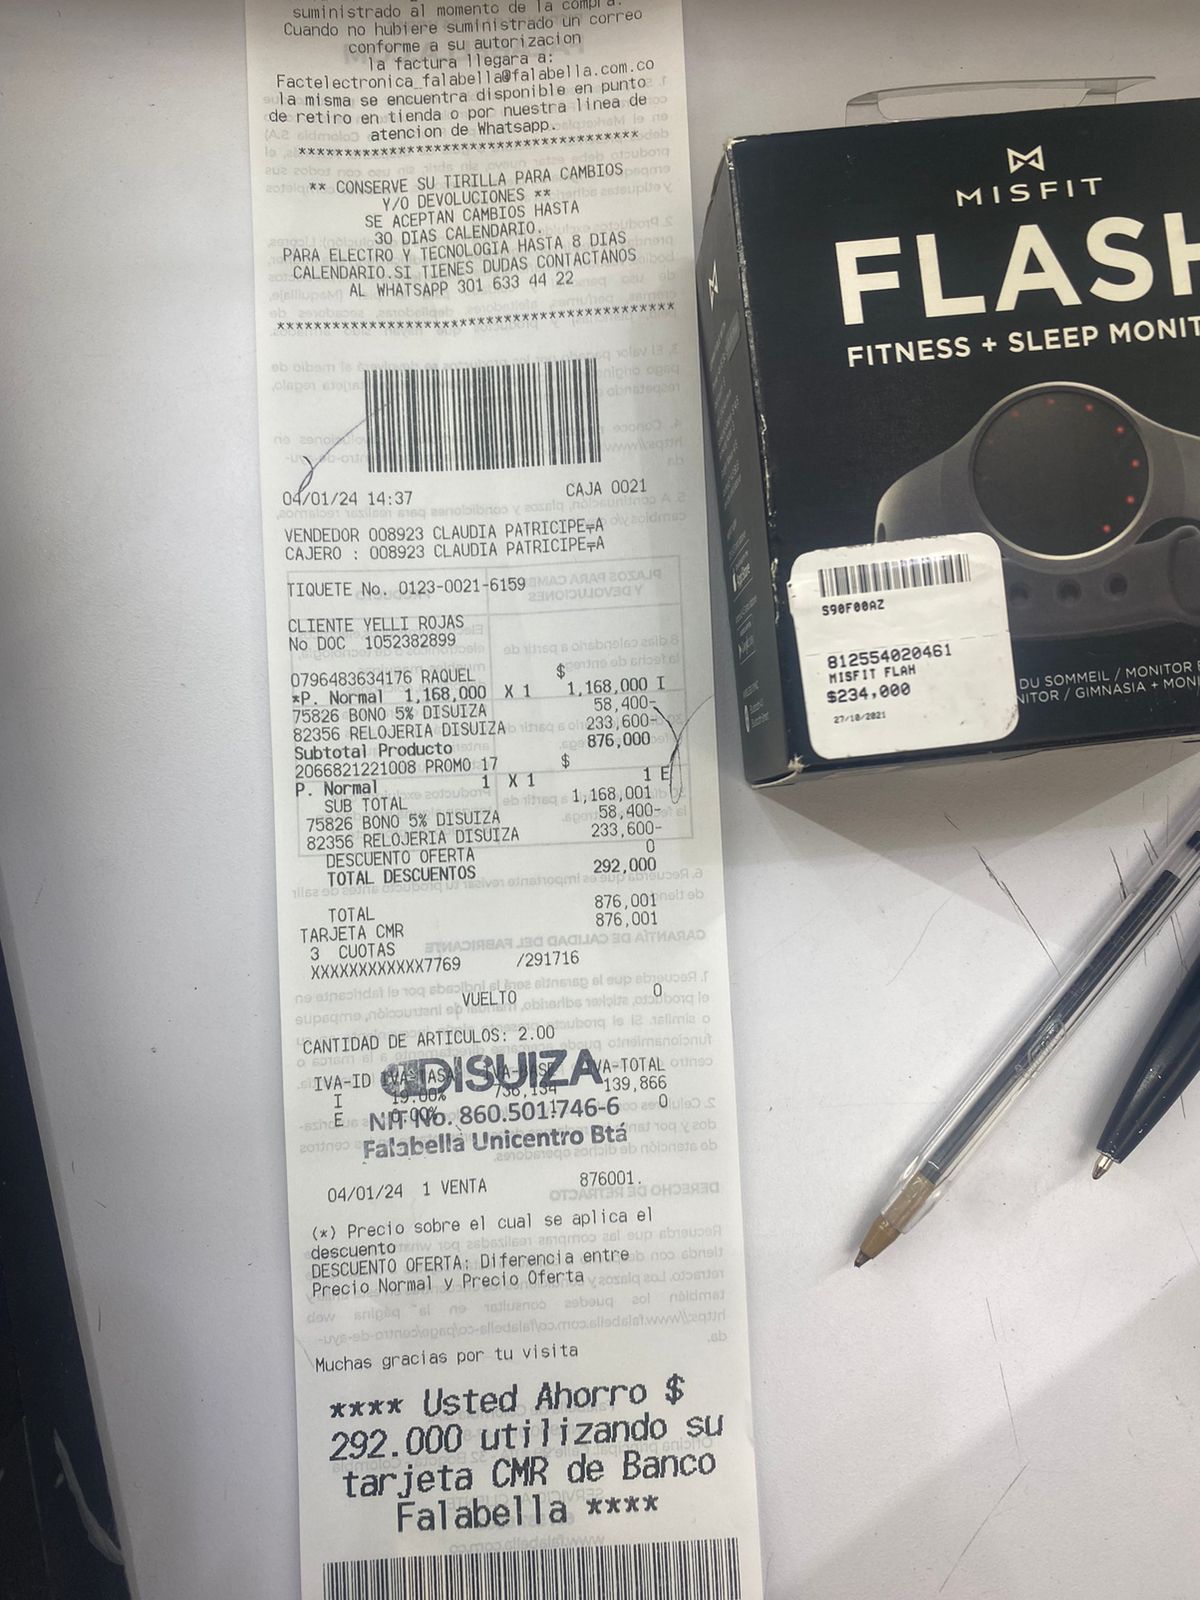 suministrado al momento de la compra.
Cuando no hubiere suministrado un correo
conforme a su autorizacion
la factura llegara a:
Factelectronica_falabella@falabella.com.co
la misma se encuentra disponible en punto
de retiro en tienda o por nuestra linea de
atencion de Whatsapp.
*************************************
** CONSERVE SU TIRILLA PARA CAMBIOS
Y/O DEVOLUCIONES **
SE ACEPTAN CAMBIOS HASTA
30 DIAS CALENDARIO.
PARA ELECTRO Y TECNOLOGIA HASTA 8 DIAS
CALENDARIO.SI TIENES DUDAS CONTACTANOS
AL WHATSAPP 301 633 44 22
*******************************************
04/01/24 14:37 CAJA 0021
VENDEDOR 008923 CLAUDIA PATRICIPE╤A
CAJERO : 008923 CLAUDIA PATRICIPE╤A
TIQUETE No. 0123-0021-6159
CLIENTE YELLI ROJAS
No DOC 1052382899
0796483634176 RAQUEL $
*P. Normal 1,168,000 X 1 1,168,000 I
75826 BONO 5% DISUIZA 58,400-
82356 RELOJERIA DISUIZA 233,600-
Subtotal Producto 876,000
2066821221008 PROMO 17 $
P. Normal 1 X 1 1 E
SUB TOTAL 1,168,001
75826 BONO 5% DISUIZA 58,400-
82356 RELOJERIA DISUIZA 233,600-
DESCUENTO OFERTA 0
TOTAL DESCUENTOS 292,000
TOTAL 876,001
TARJETA CMR 876,001
3 CUOTAS
XXXXXXXXXXXX7769 /291716
VUELTO 0
CANTIDAD DE ARTICULOS: 2.00
IVA-ID IVA-TASA IVA-BASE IVA-TOTAL
I 19.00% 736,134 139,866
E 0.00% 1 0
DISUIZA
NIT No. 860.501.746-6
Falabella Unicentro Btá
04/01/24 1 VENTA 876001.
(*) Precio sobre el cual se aplica el
descuento
DESCUENTO OFERTA: Diferencia entre
Precio Normal y Precio Oferta
Muchas gracias por tu visita
**** Usted Ahorro $
292.000 utilizando su
tarjeta CMR de Banco
Falabella ****
MISFIT
FLASH
FITNESS + SLEEP MONIT
S90F00AZ
812554020461
MISFIT FLAH
$234,000
27/10/2021
DU SOMMEIL / MONITOR
NITOR / GIMNASIA + MONI